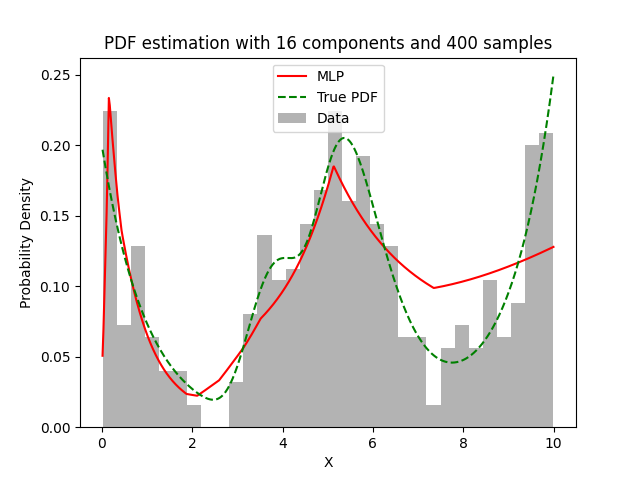 PDF estimation with 16 components and 400 samples
MLP
True PDF
Data
Probability Density
0.25
0.20
0.15
0.10
0.05
0.00
0 2 4 6 8 10
X